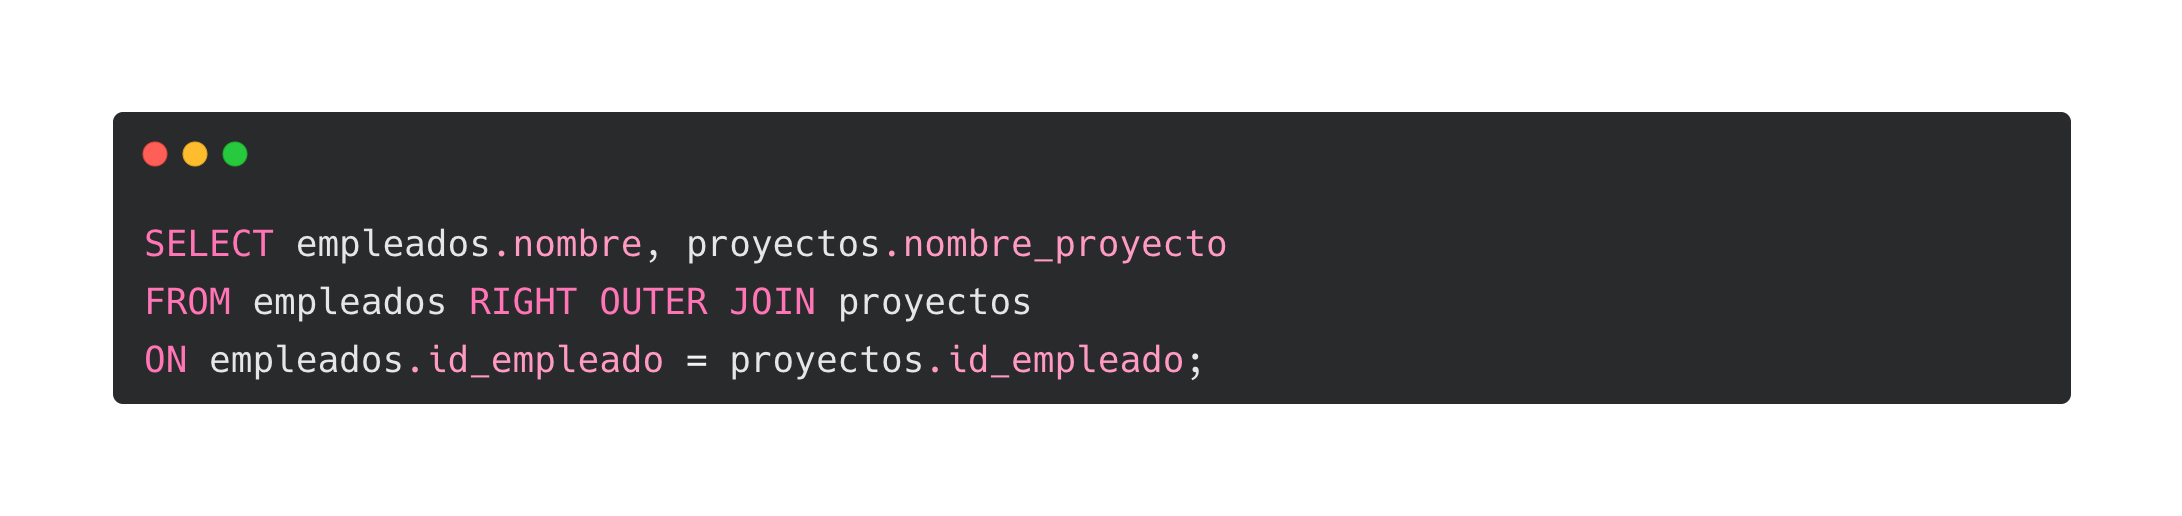 SELECT empleados.nombre, proyectos.nombre_proyecto
FROM empleados RIGHT OUTER JOIN proyectos
ON empleados.id_empleado = proyectos.id_empleado;